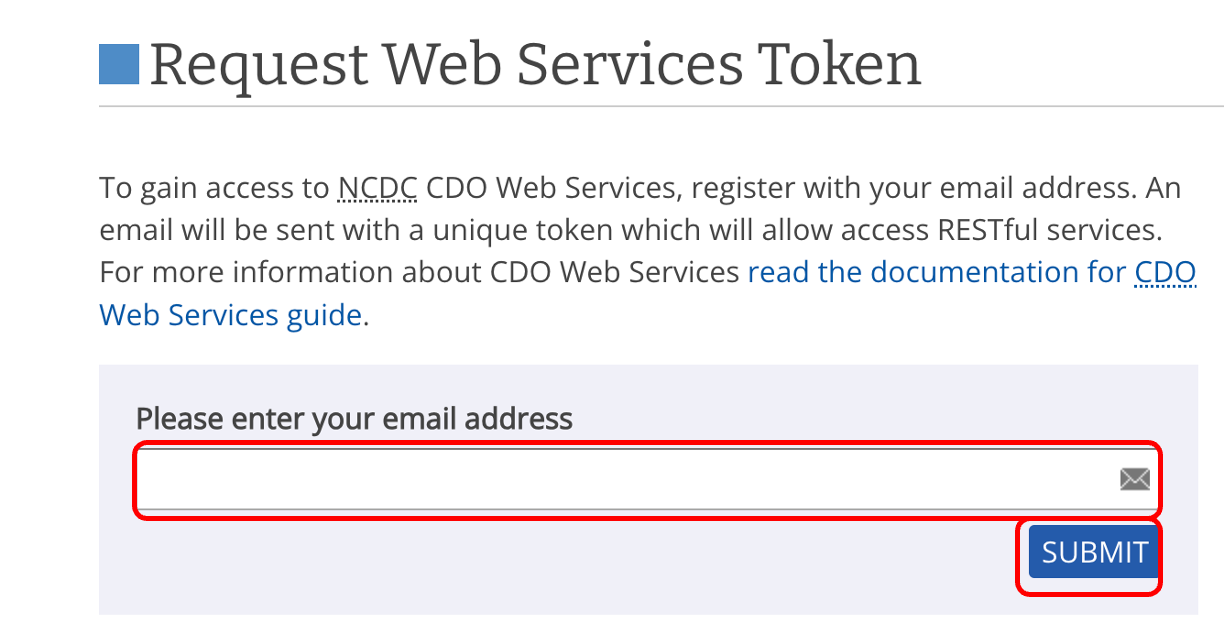 Request Web Services Token
To gain access to NCDC CDO Web Services, register with your email address. An
email will be sent with a unique token which will allow access RESTful services.
For more information about CDO Web Services read the documentation for CDO
Web Services guide.
Please enter your email address
SUBMIT